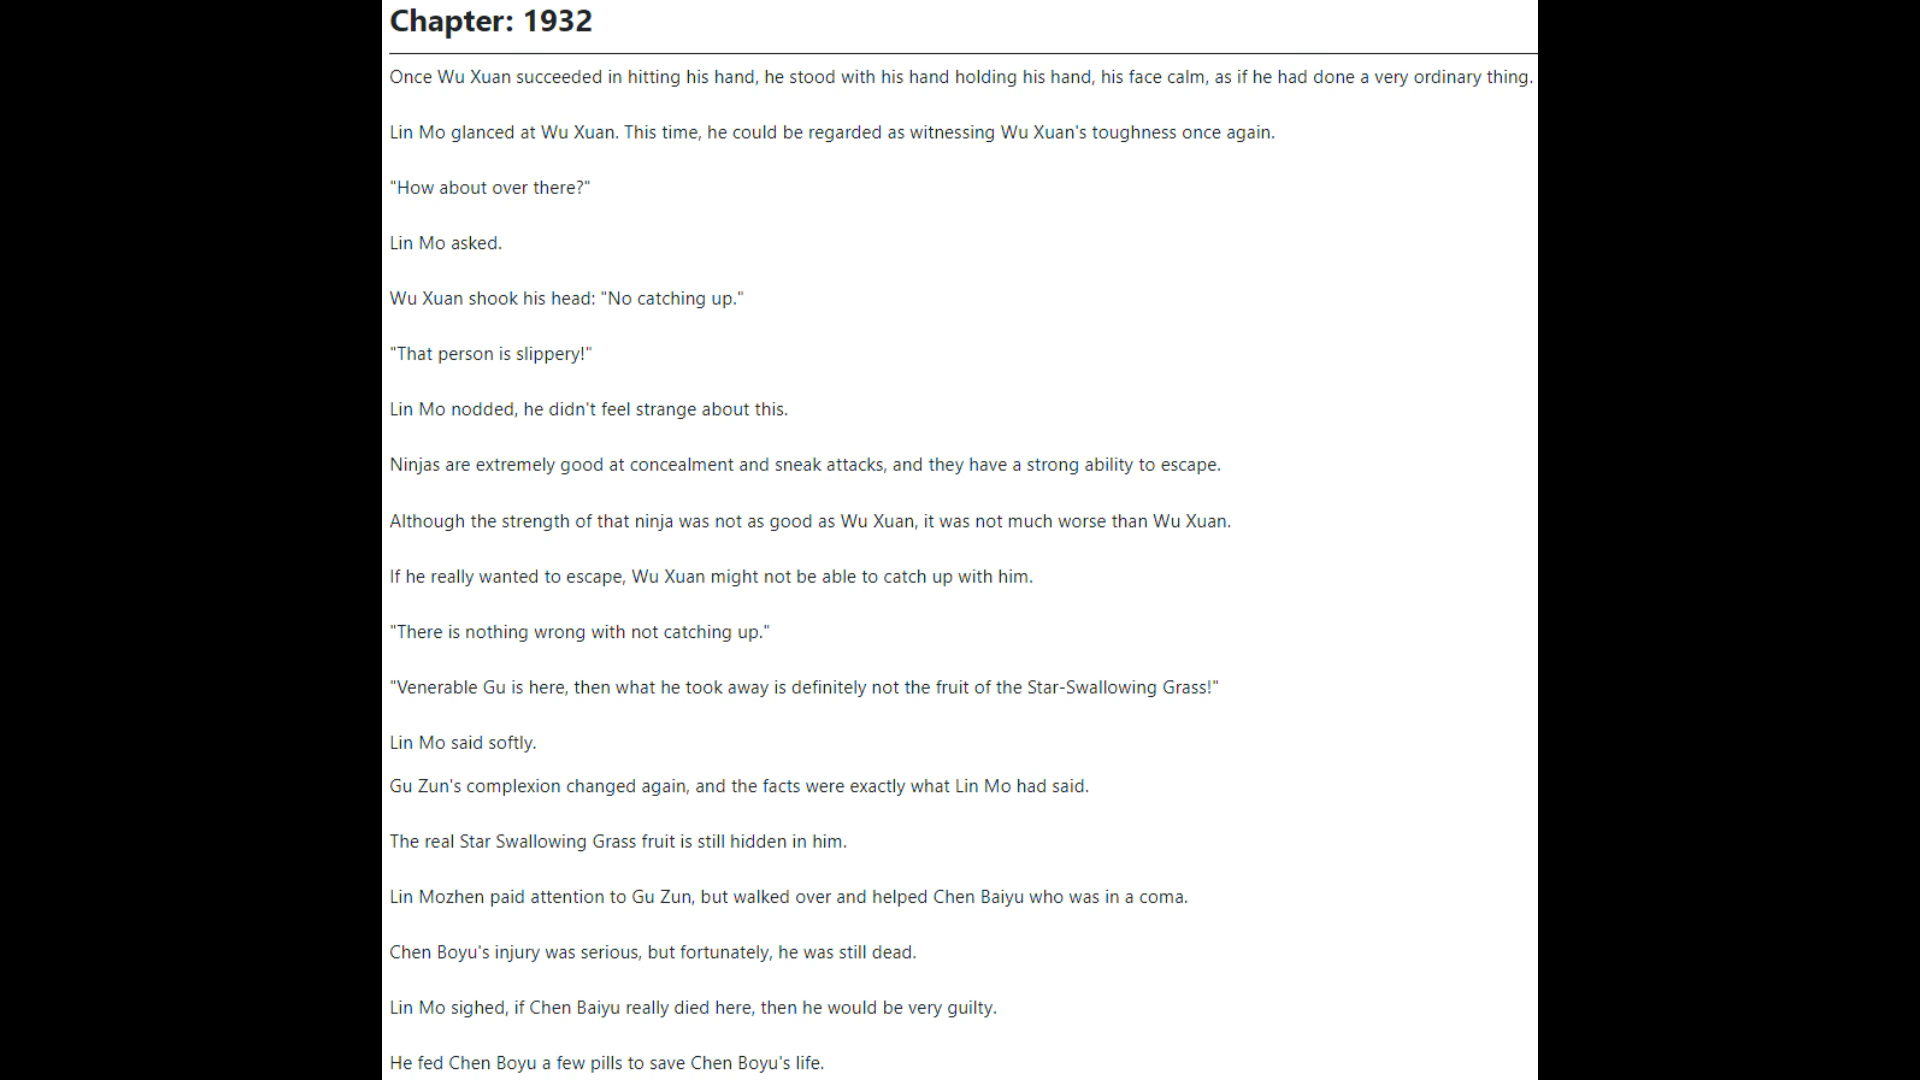 Chapter: 1932
Once Wu Xuan succeeded in hitting his hand, he stood with his hand holding his hand, his face calm, as if he had done a very ordinary thing.
Lin Mo glanced at Wu Xuan. This time, he could be regarded as witnessing Wu Xuan's toughness once again.
"How about over there?"
Lin Mo asked.
Wu Xuan shook his head: "No catching up."
"That person is slippery!"
Lin Mo nodded, he didn't feel strange about this.
Ninjas are extremely good at concealment and sneak attacks, and they have a strong ability to escape.
Although the strength of that ninja was not as good as Wu Xuan, it was not much worse than Wu Xuan.
If he really wanted to escape, Wu Xuan might not be able to catch up with him.
"There is nothing wrong with not catching up."
"Venerable Gu is here, then what he took away is definitely not the fruit of the Star-Swallowing Grass!"
Lin Mo said softly.
Gu Zun's complexion changed again, and the facts were exactly what Lin Mo had said.
The real Star Swallowing Grass fruit is still hidden in him.
Lin Mozhen paid attention to Gu Zun, but walked over and helped Chen Baiyu who was in a coma.
Chen Boyu's injury was serious, but fortunately, he was still dead.
Lin Mo sighed, if Chen Baiyu really died here, then he would be very guilty.
He fed Chen Boyu a few pills to save Chen Boyu's life.